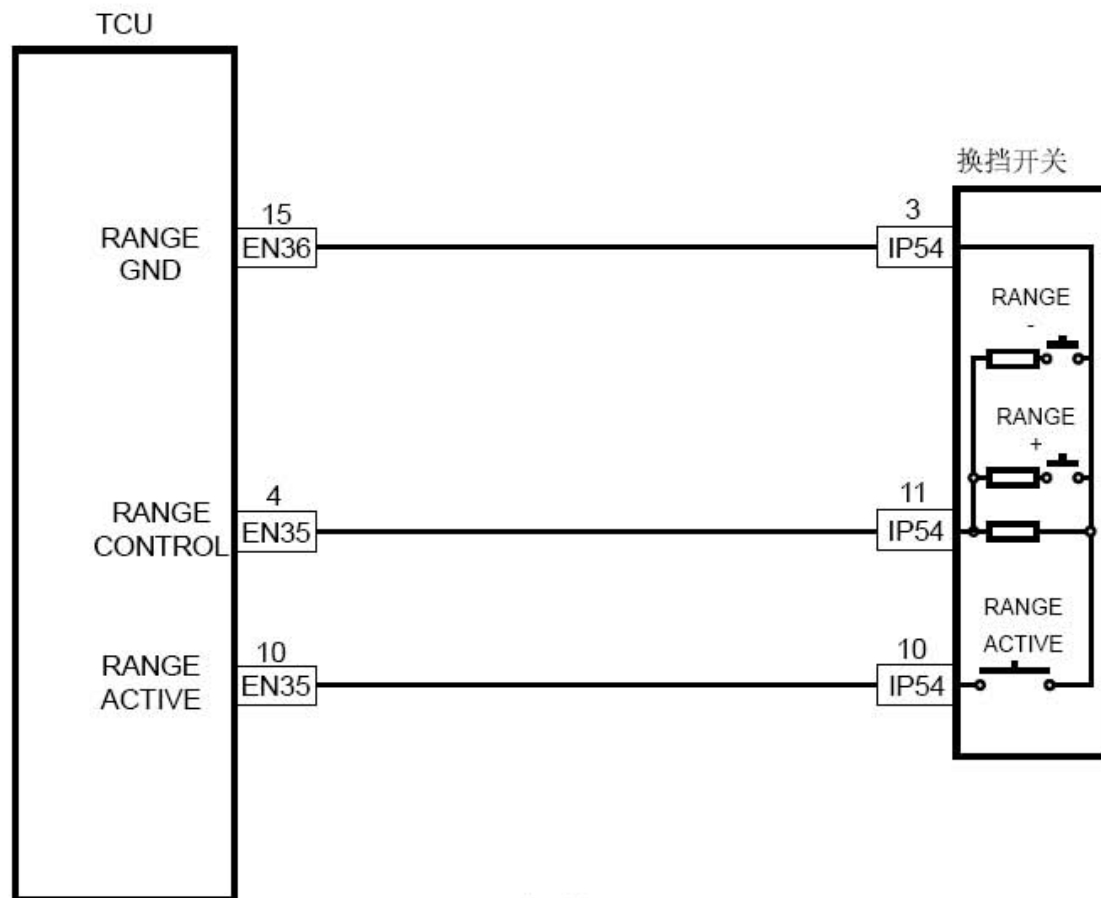 TCU
换挡开关
15
3
RANGE
GND
EN36
IP54
RANGE
-
RANGE
+
4
11
RANGE
CONTROL
EN35
IP54
RANGE
ACTIVE
10
10
RANGE
ACTIVE
EN35
IP54